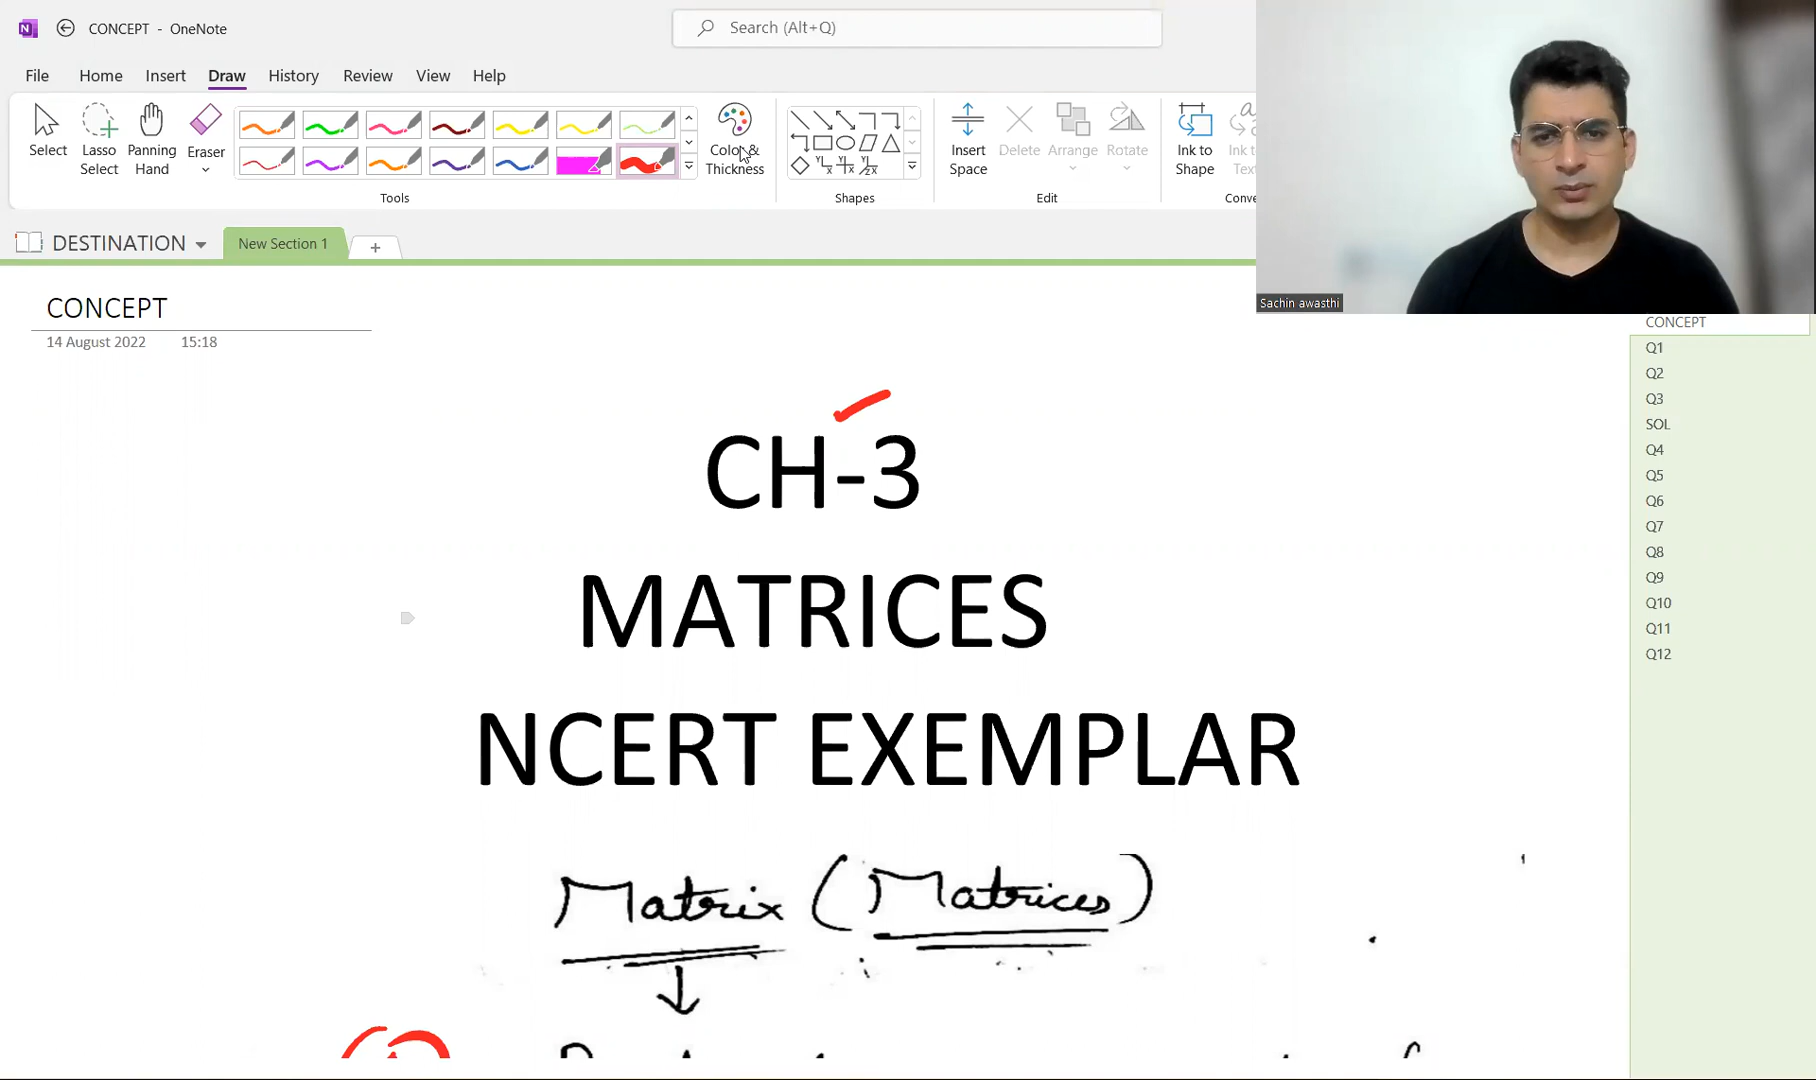 CONCEPT - OneNote
Search (Alt+Q)
File Home Insert Draw History Review View Help
Select
Lasso Select
Panning Hand
Eraser
Color & Thickness
Insert Space
Delete
Arrange
Rotate
Ink to Shape
Ink to Text
Tools
Shapes
Edit
DESTINATION
New Section 1
Sachin awasthi
CONCEPT
14 August 2022 15:18
CONCEPT
Q1
Q2
Q3
SOL
Q4
Q5
Q6
Q7
Q8
Q9
Q10
Q11
Q12
CH-3
MATRICES
NCERT EXEMPLAR
Matrix (Matrices)